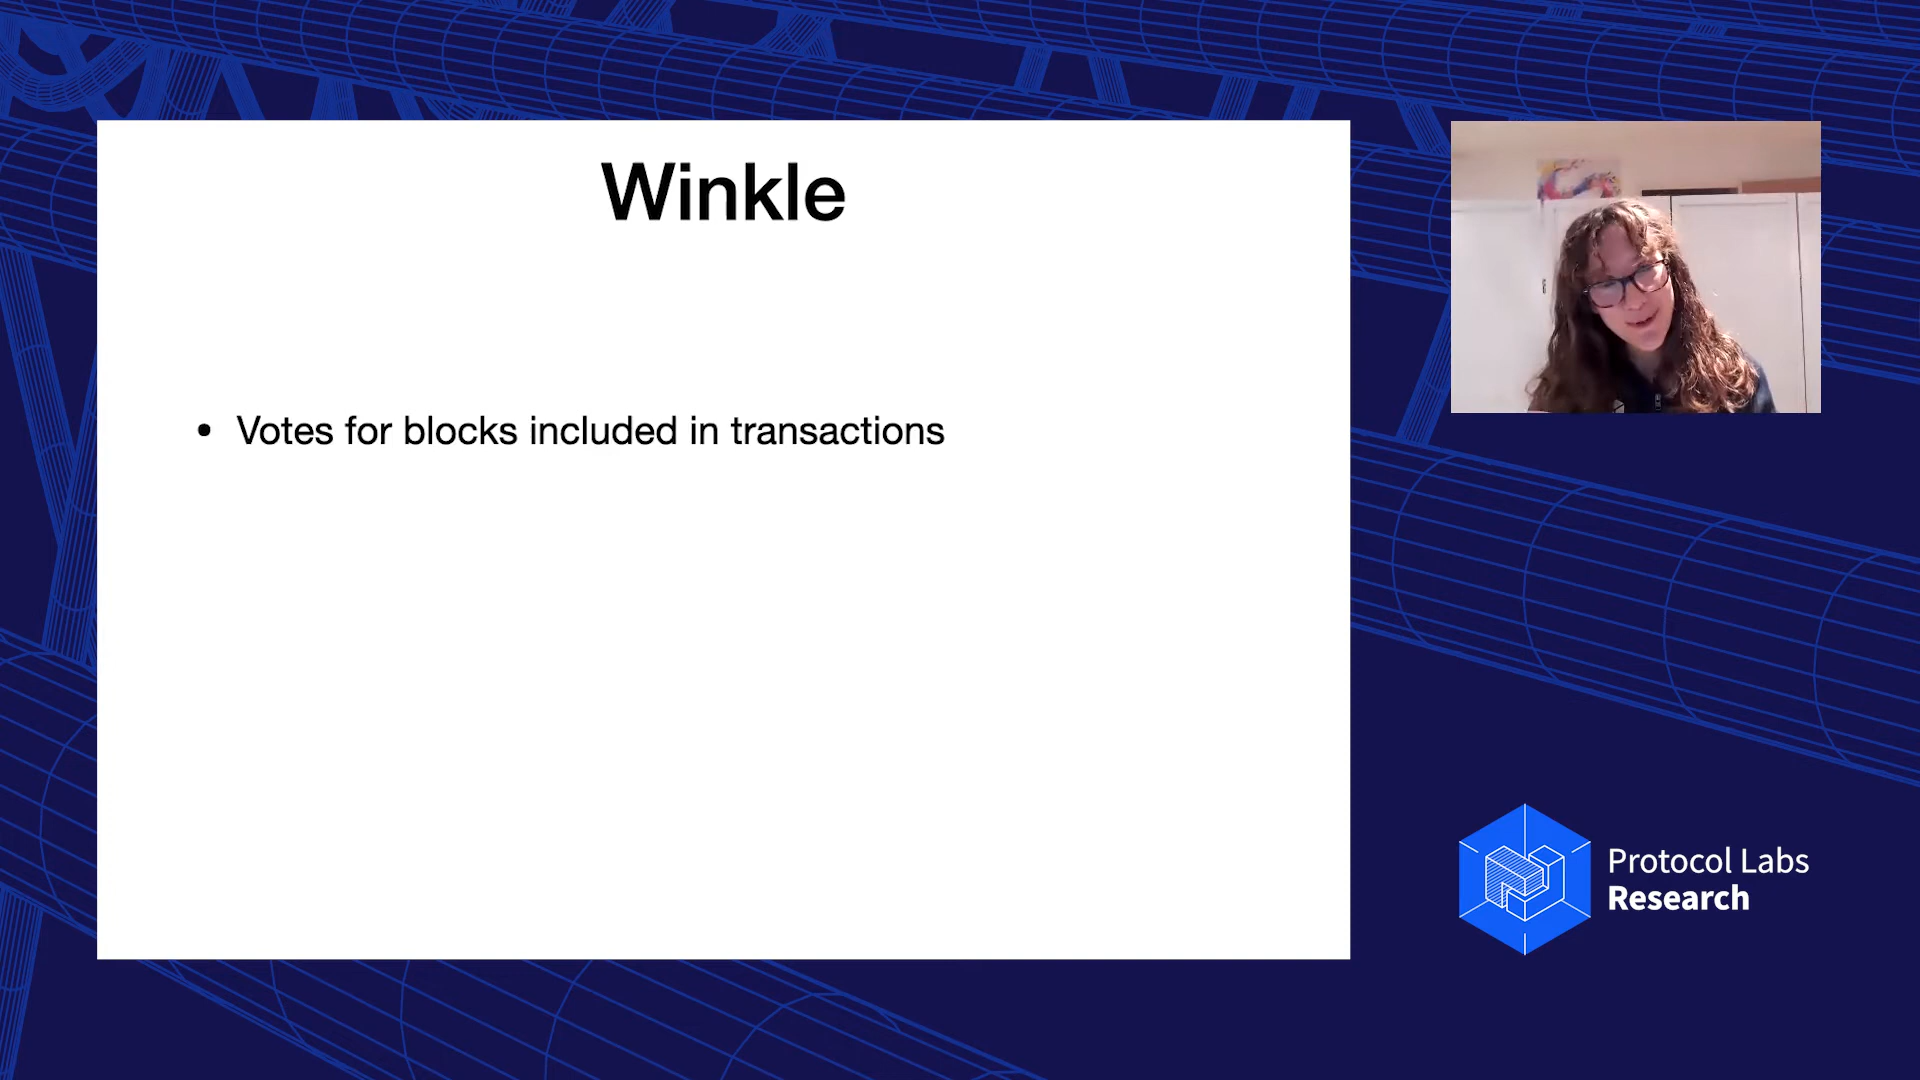 Winkle
• Votes for blocks included in transactions
Protocol Labs
Research